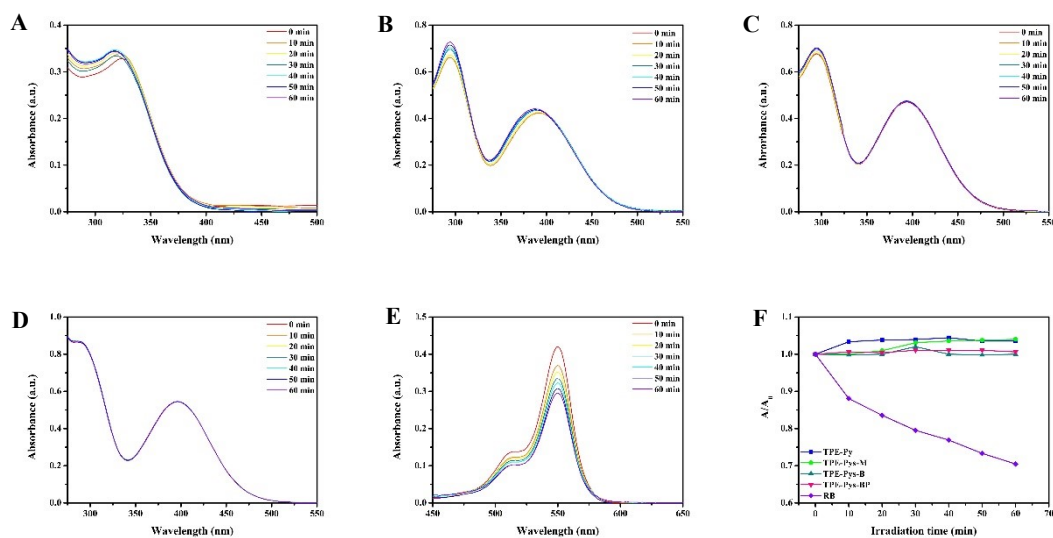 A
0.4
0.3
0.2
0.1
0.0
Absorbance (a.u.)
300
350
400
450
500
Wavelength (nm)
0 min
10 min
20 min
30 min
40 min
50 min
60 min
B
0.8
0.6
0.4
0.2
0.0
Absorbance (a.u.)
300
350
400
450
500
550
Wavelength (nm)
0 min
10 min
20 min
30 min
40 min
50 min
60 min
C
0.8
0.6
0.4
0.2
0.0
Abrorbance (a.u.)
300
350
400
450
500
550
Wavelength (nm)
0 min
10 min
20 min
30 min
40 min
50 min
60 min
D
1.0
0.8
0.6
0.4
0.2
0.0
Absorbance (a.u.)
300
350
400
450
500
550
Wavelength (nm)
0 min
10 min
20 min
30 min
40 min
50 min
60 min
E
0.5
0.4
0.3
0.2
0.1
0.0
Absorbance (a.u.)
450
500
550
600
650
Wavelength (nm)
0 min
10 min
20 min
30 min
40 min
50 min
60 min
F
1.1
1.0
0.9
0.8
0.7
0.6
A/A0
0
10
20
30
40
50
60
70
Irradiation time (min)
TPE-Py
TPE-Pys-M
TPE-Pys-B
TPE-Pys-BP
RB